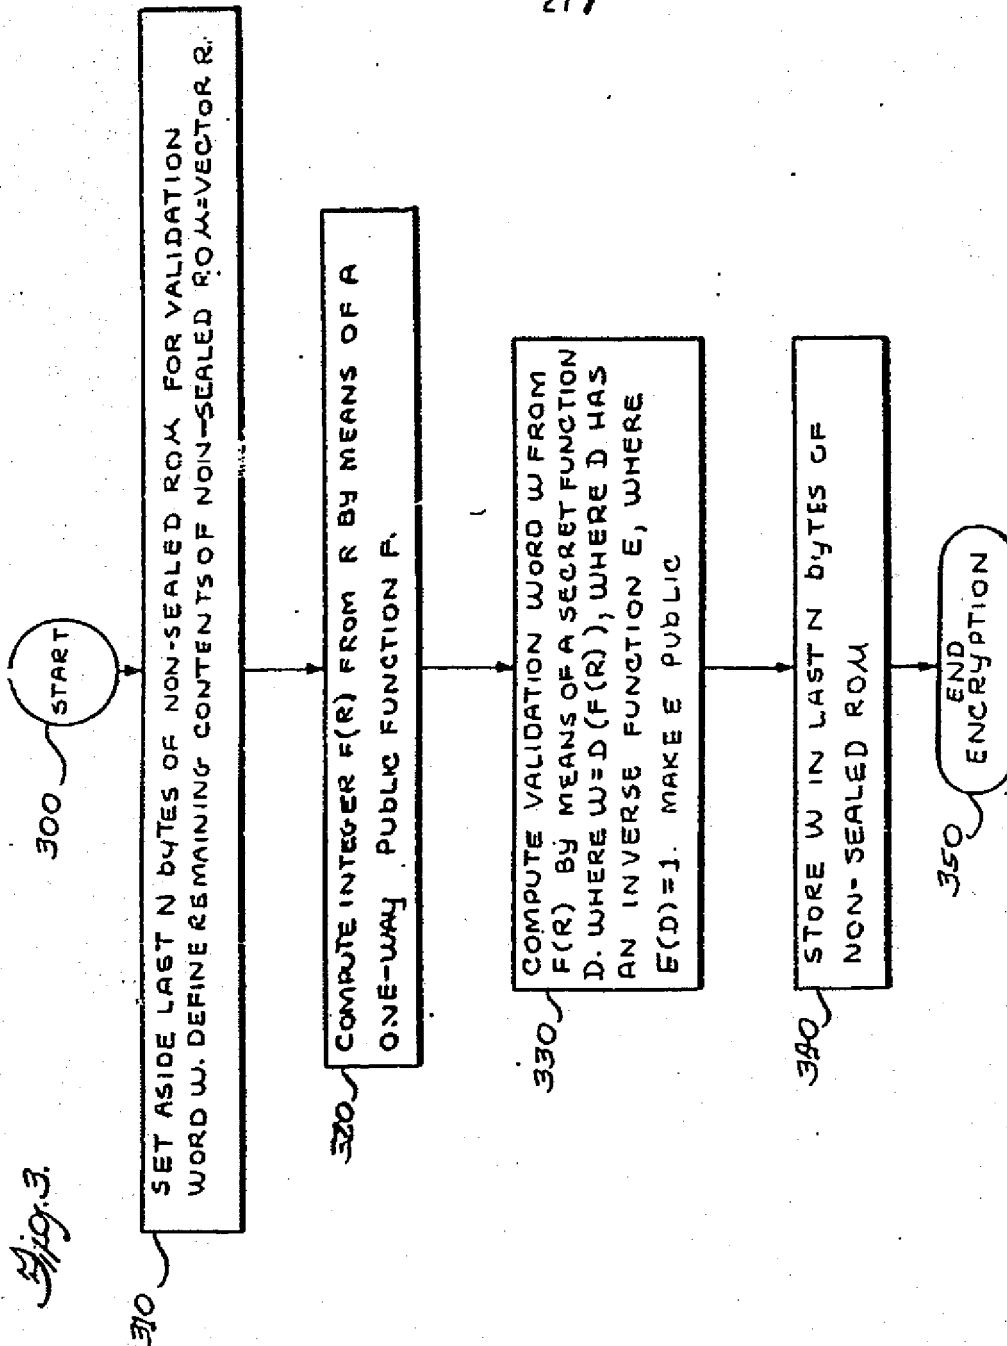 Fig. 3.
START
300
SET ASIDE LAST N bYTES OF NON-SEALED ROM FOR VALIDATION
WORD W. DEFINE REMAINING CONTENTS OF NON-SEALED ROM=VECTOR R.
310
COMPUTE INTEGER F(R) FROM R BY MEANS OF A
ONE-WAY PUBLIC FUNCTION F.
320
COMPUTE VALIDATION WORD W FROM
F(R) BY MEANS OF A SECRET FUNCTION
D. WHERE W=D(F(R)), WHERE D HAS
AN INVERSE FUNCTION E, WHERE
E(D)=1. MAKE E PUBLIC
330
STORE W IN LAST N bYTES OF
NON-SEALED ROM
340
END
ENCRYPTION
350